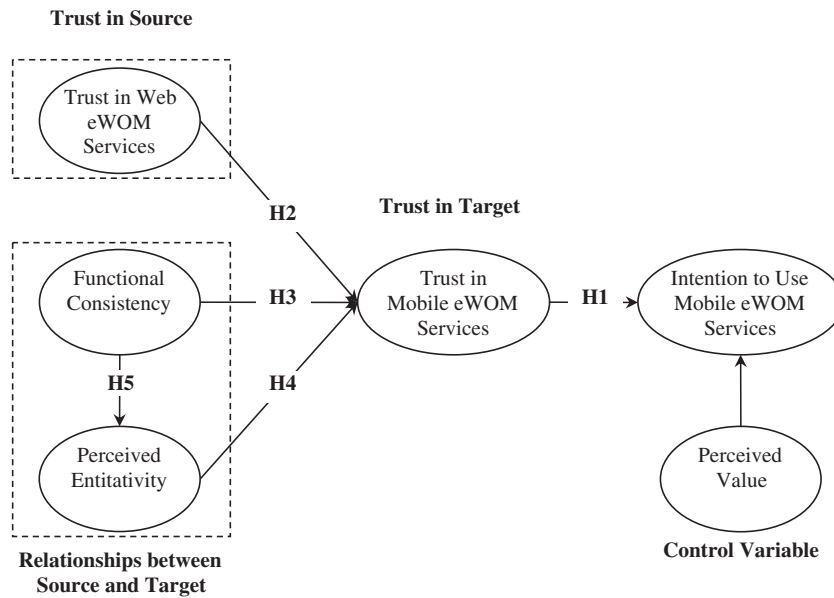 Trust in Source
Trust in Web
eWOM
Services
H2
Trust in Target
Functional
Consistency
H3
Trust in
Mobile eWOM
Services
H1
Intention to Use
Mobile eWOM
Services
H5
H4
Perceived
Entitativity
Perceived
Value
Relationships between
Source and Target
Control Variable